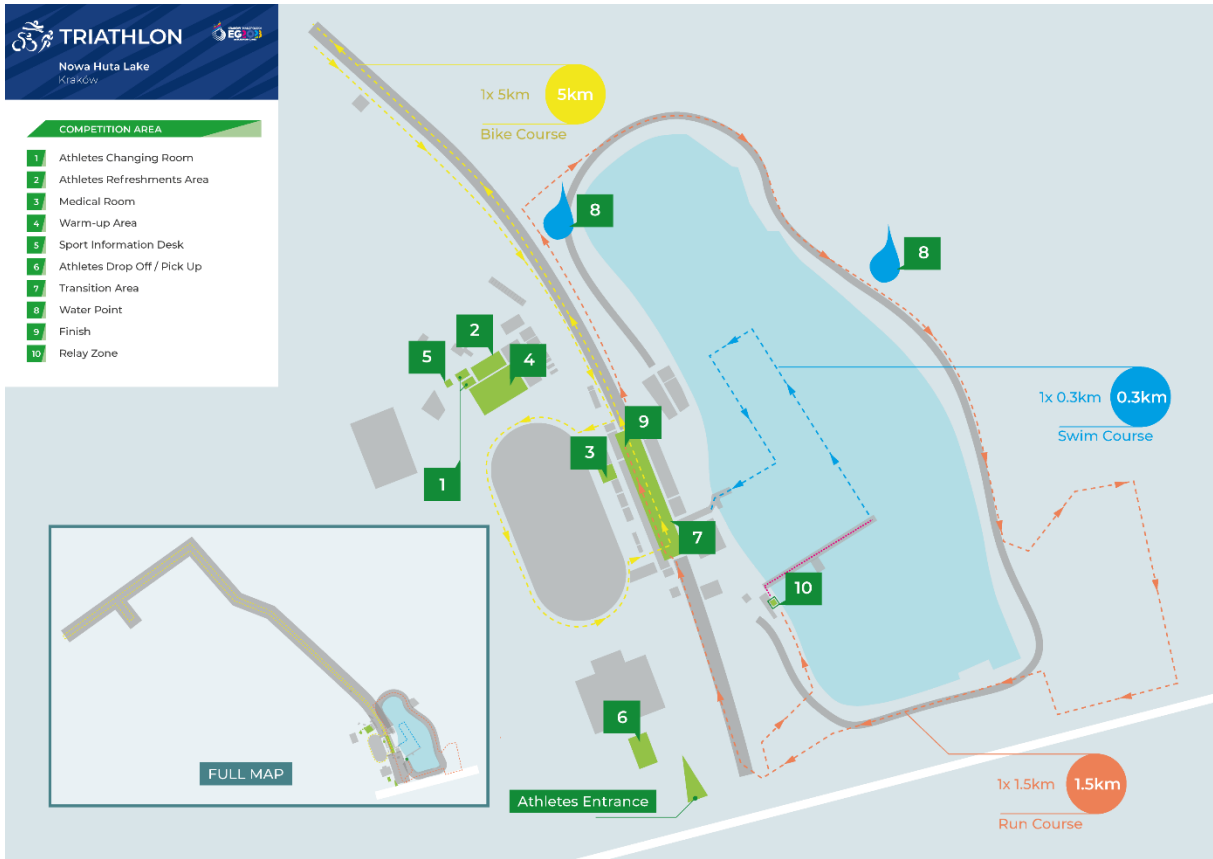 TRIATHLON
EG
Nowa Huta Lake
Kraków
COMPETITION AREA
1 Athletes Changing Room
2 Athletes Refreshments Area
3 Medical Room
4 Warm-up Area
5 Sport Information Desk
6 Athletes Drop Off / Pick Up
7 Transition Area
8 Water Point
9 Finish
10 Relay Zone
1x 5km 5km
Bike Course
8
8
2
5
4
1x 0.3km 0.3km
Swim Course
9
3
1
7
10
6
FULL MAP
1x 1.5km 1.5km
Athletes Entrance
Run Course